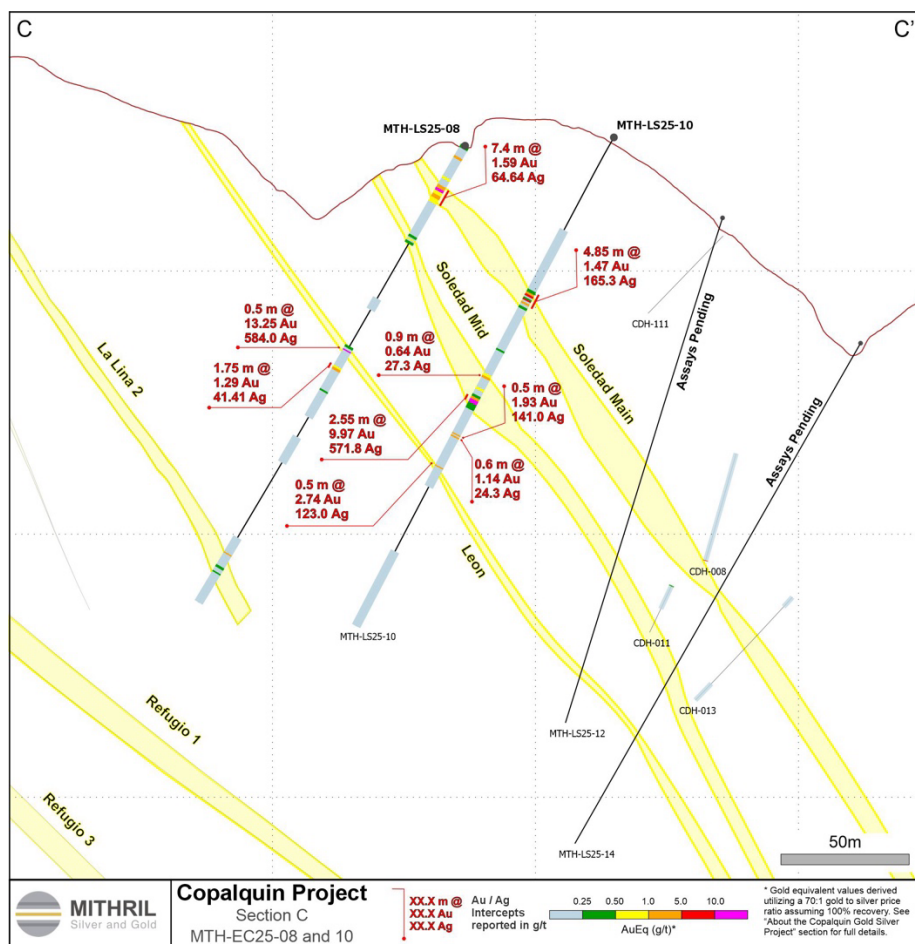 C
C'
MTH-LS25-08
MTH-LS25-10
7.4 m @
1.59 Au
64.64 Ag
4.85 m @
1.47 Au
165.3 Ag
CDH-111
Assays Pending
Assays Pending
Soledad Mid
Soledad Main
La Lina 2
0.5 m @
13.25 Au
584.0 Ag
0.9 m @
0.64 Au
27.3 Ag
1.75 m @
1.29 Au
41.41 Ag
0.5 m @
1.93 Au
141.0 Ag
2.55 m @
9.97 Au
571.8 Ag
0.6 m @
1.14 Au
24.3 Ag
0.5 m @
2.74 Au
123.0 Ag
Leon
CDH-008
CDH-011
CDH-013
MTH-LS25-10
MTH-LS25-12
MTH-LS25-14
Refugio 1
Refugio 3
50m
MITHRIL
Silver and Gold
Copalquin Project
Section C
MTH-EC25-08 and 10
XX.X m @
XX.X Au
XX.X Ag
Au / Ag
Intercepts
reported in g/t
0.25 0.50 1.0 5.0 10.0
AuEq (g/t)*
* Gold equivalent values derived
utilizing a 70:1 gold to silver price
ratio assuming 100% recovery. See
"About the Copalquin Gold Silver
Project" section for full details.